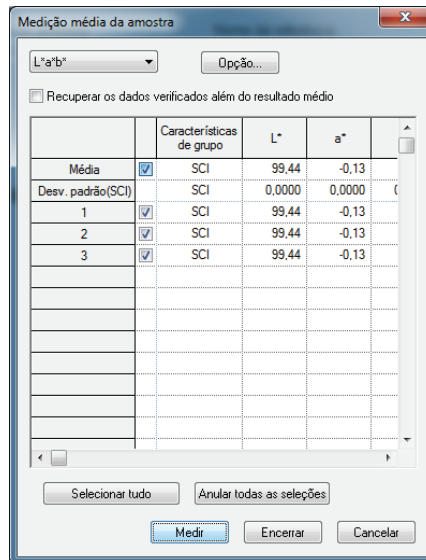 Medição média da amostra
x
L*a*b*
Opção...
Recuperar os dados verificados além do resultado médio
Características de grupo L* a*
Média SCI 99,44 -0,13
Desv. padrão(SCI) SCI 0,0000 0,0000
1 SCI 99,44 -0,13
2 SCI 99,44 -0,13
3 SCI 99,44 -0,13
Selecionar tudo Anular todas as seleções
Medir Encerrar Cancelar